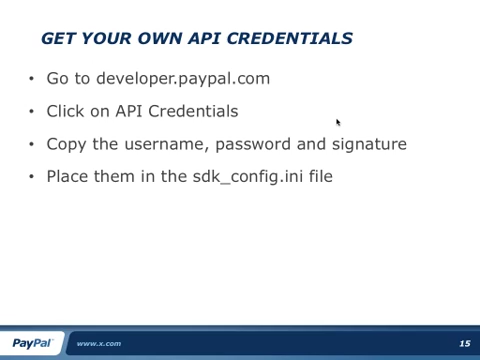 GET YOUR OWN API CREDENTIALS
• Go to developer.paypal.com
• Click on API Credentials
• Copy the username, password and signature
• Place them in the sdk_config.ini file
PayPal www.x.com 15